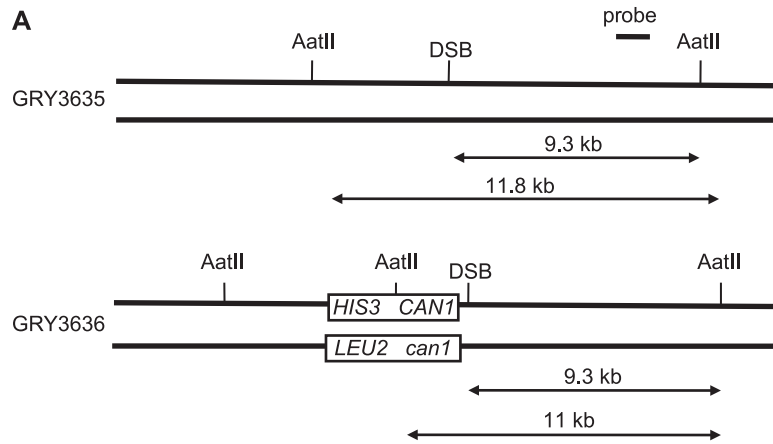 A
probe
AatII
DSB
AatII
GRY3635
9.3 kb
11.8 kb
AatII
AatII
DSB
AatII
HIS3 CAN1
GRY3636
LEU2 can1
9.3 kb
11 kb